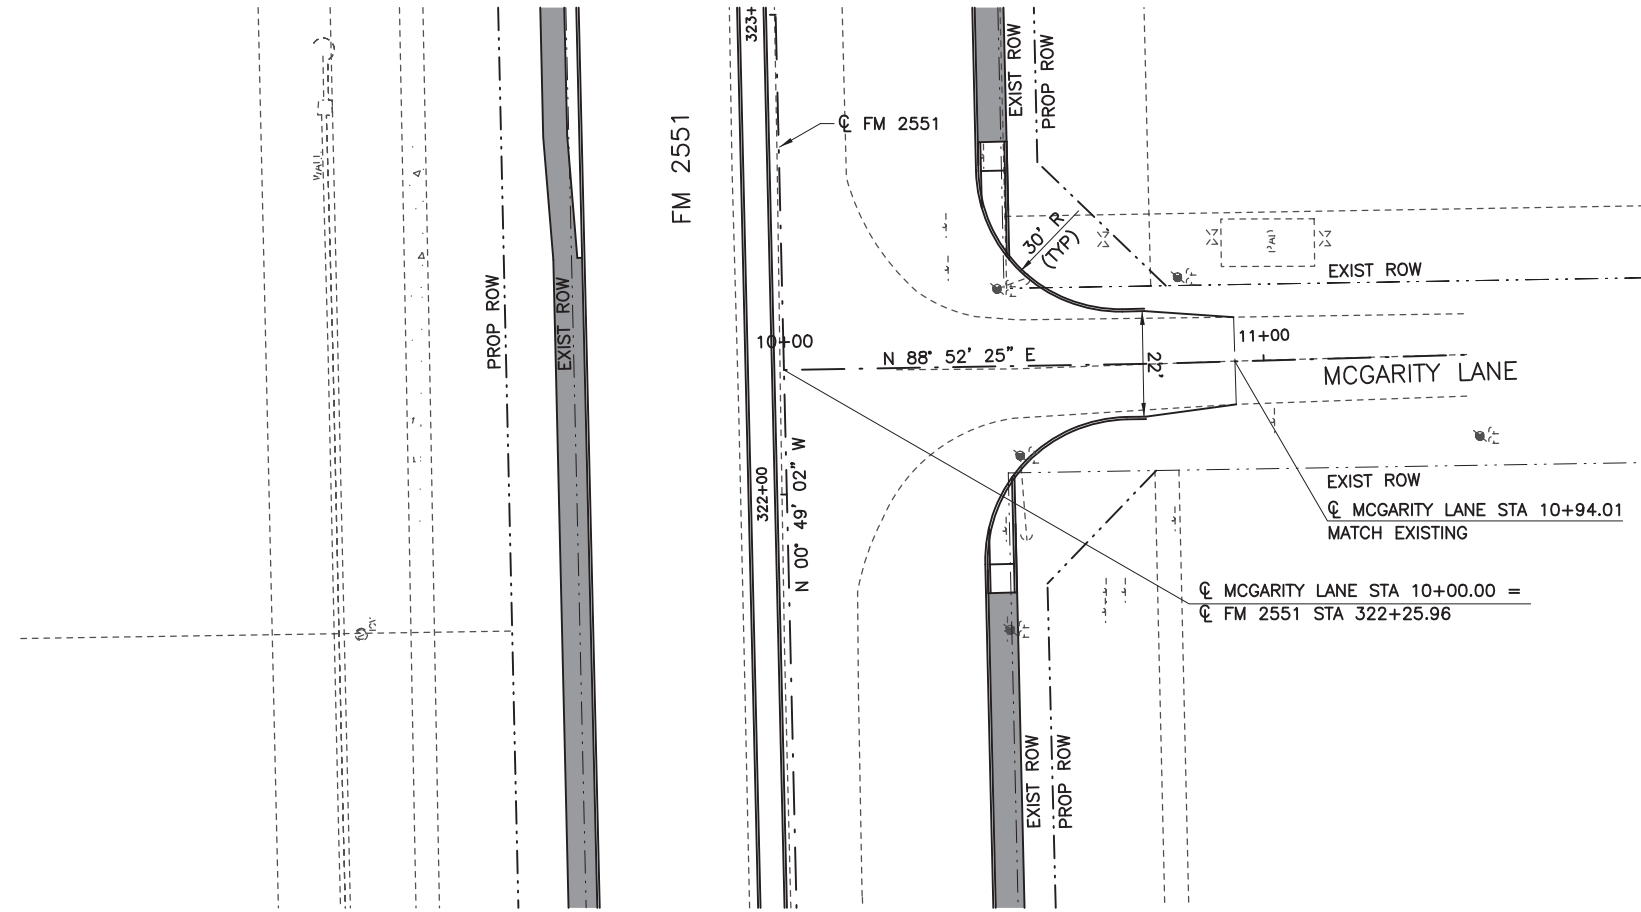 323+
EXIST ROW
PROP ROW
℄ FM 2551
FM 2551
WALL
30' R
(TYP)
EXIST ROW
PROP ROW
EXIST ROW
10+00
N 88° 52' 25" E
22'
11+00
MCGARITY LANE
N 00° 49' 02" W
322+00
EXIST ROW
℄ MCGARITY LANE STA 10+94.01
MATCH EXISTING
℄ MCGARITY LANE STA 10+00.00 =
℄ FM 2551 STA 322+25.96
EXIST ROW
PROP ROW